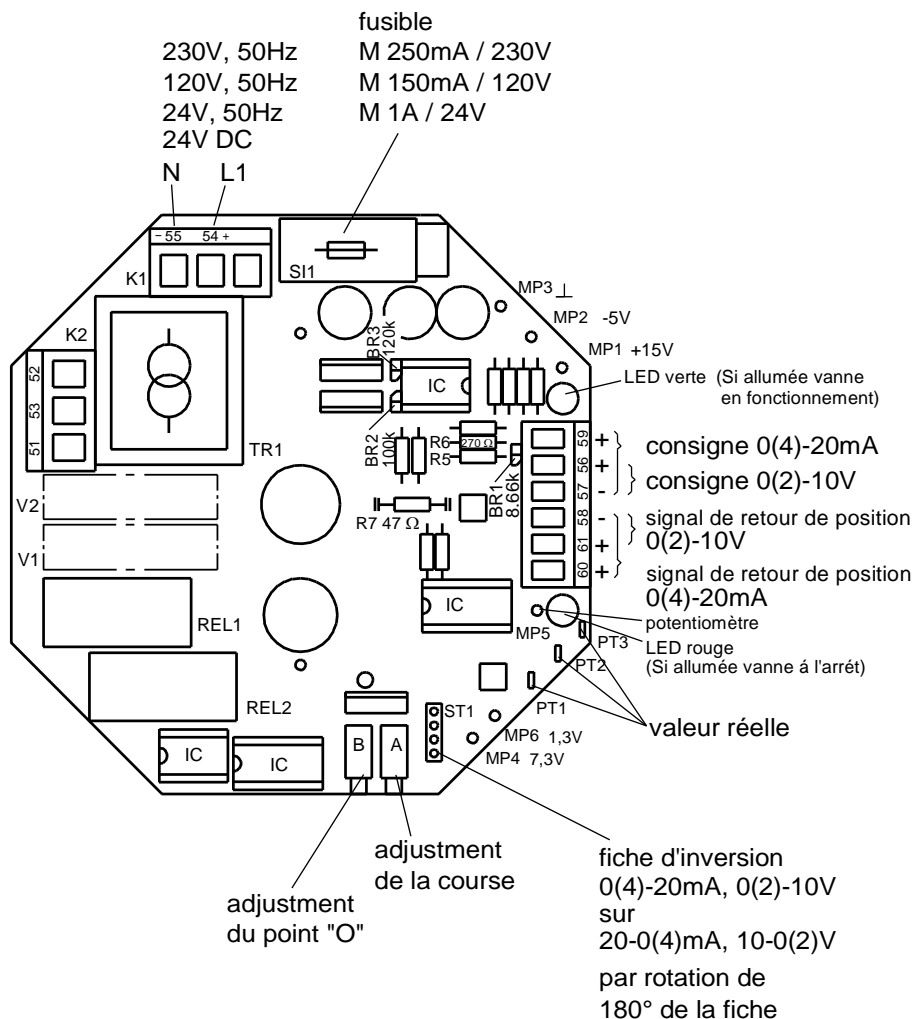 fusible
230V, 50Hz
M 250mA / 230V
120V, 50Hz
M 150mA / 120V
24V, 50Hz
M 1A / 24V
24V DC
N
L1
- 55
54 +
K1
SI1
MP3 ⊥
K2
MP2 -5V
BR3
120k
MP1 +15V
IC
LED verte (Si allumée vanne
en fonctionnement)
52
53
51
TR1
BR2
100k
R6
270 Ω
R5
BR1
8.66k
59
+
consigne 0(4)-20mA
56
+
57
-
consigne 0(2)-10V
58
-
signal de retour de position
0(2)-10V
61
+
60
+
signal de retour de position
0(4)-20mA
V2
R7 47 Ω
V1
IC
potentiomètre
REL1
MP5
LED rouge
(Si allumée vanne á l'arrét)
PT3
PT2
PT1
valeur réelle
REL2
ST1
MP6 1,3V
MP4 7,3V
IC
IC
B
A
adjustment
de la course
adjustment
du point "O"
fiche d'inversion
0(4)-20mA, 0(2)-10V
sur
20-0(4)mA, 10-0(2)V
par rotation de
180° de la fiche